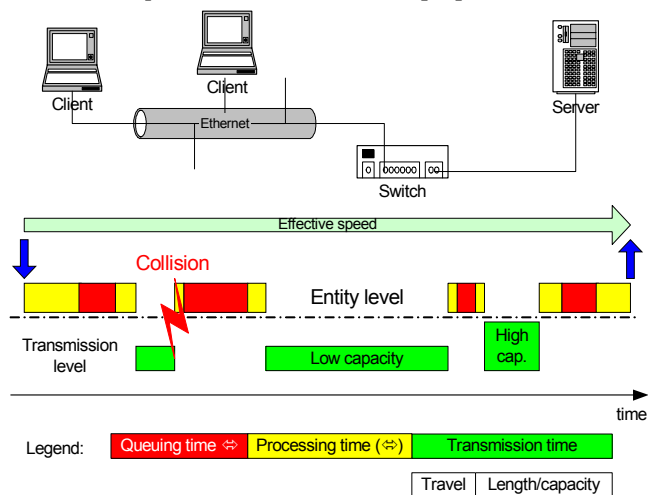 Client
Client
Server
Ethernet
Switch
Effective speed
Collision
Entity level
Transmission
level
Low capacity
High
cap.
time
Legend: Queuing time ⇔ Processing time (⇔) Transmission time
Travel Length/capacity